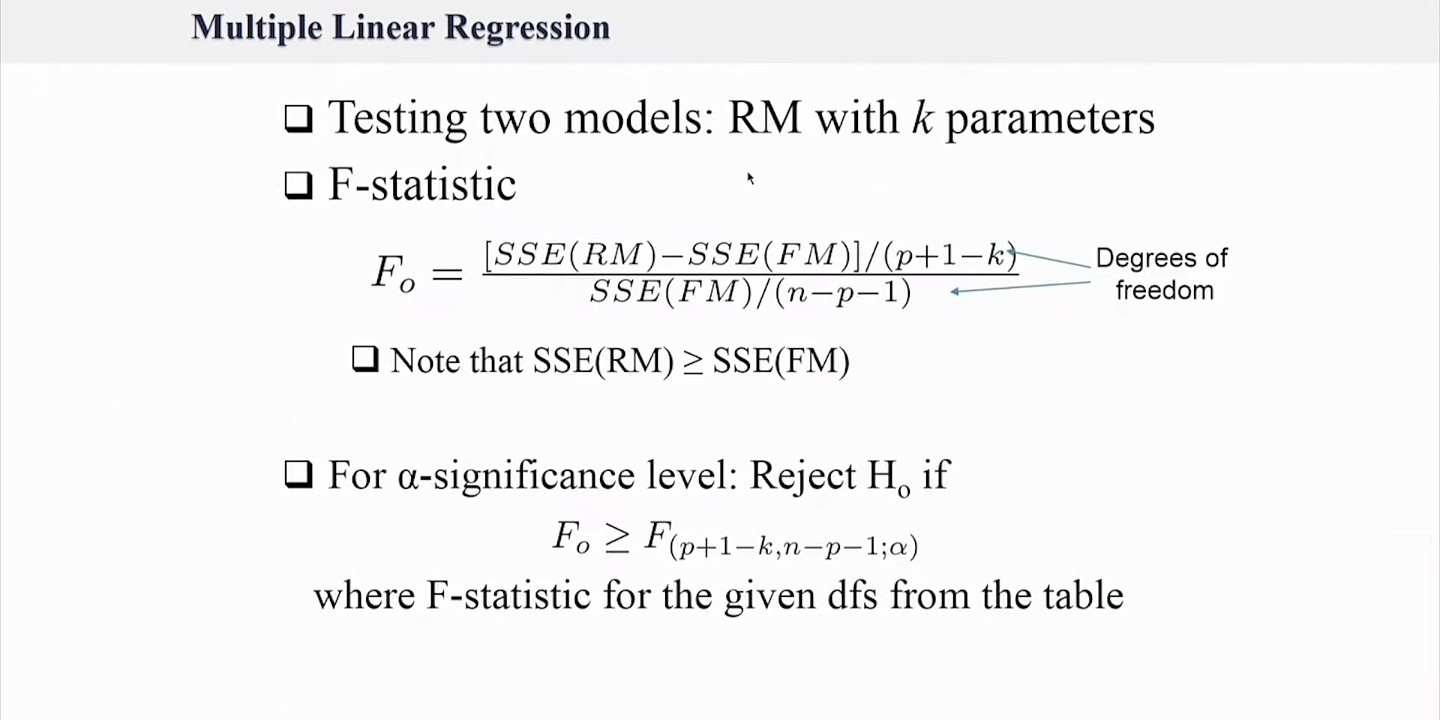 Multiple Linear Regression
❑ Testing two models: RM with k parameters
❑ F-statistic
F_o = \frac{[SSE(RM)−SSE(FM)]/(p+1−k)}{SSE(FM)/(n−p−1)}
Degrees of
freedom
❑ Note that SSE(RM) ≥ SSE(FM)
❑ For α-significance level: Reject H_o if
F_o ≥ F_{(p+1−k,n−p−1;α)}
where F-statistic for the given dfs from the table